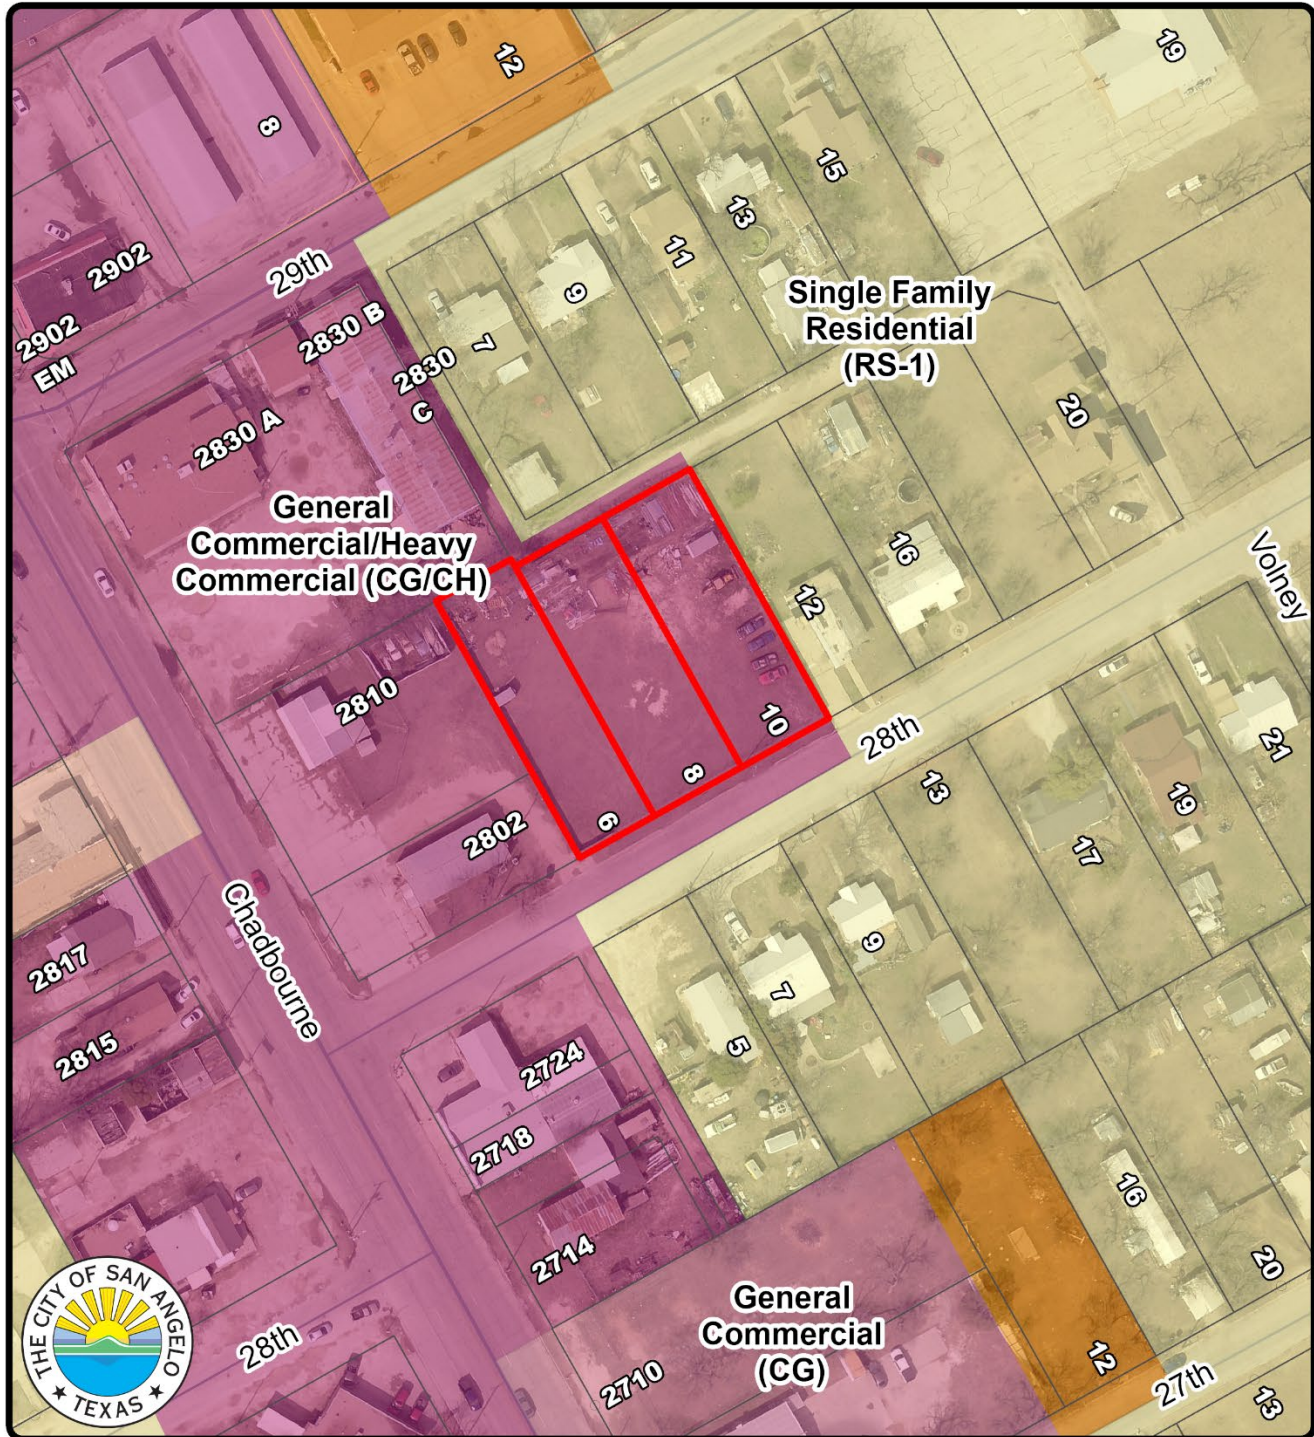 12
19
8
15
13
11
2902
29th
9
Single Family
Residential
(RS-1)
2830 B
7
2902
EM
2830
C
20
2830 A
General
Commercial/Heavy
Commercial (CG/CH)
16
Volney
12
2810
10
28th
8
21
13
19
6
2802
17
Chadbourne
9
2817
7
5
2815
2724
2718
16
2714
20
General
Commercial
(CG)
28th
12
2710
27th
13
THE CITY OF SAN ANGELO
TEXAS